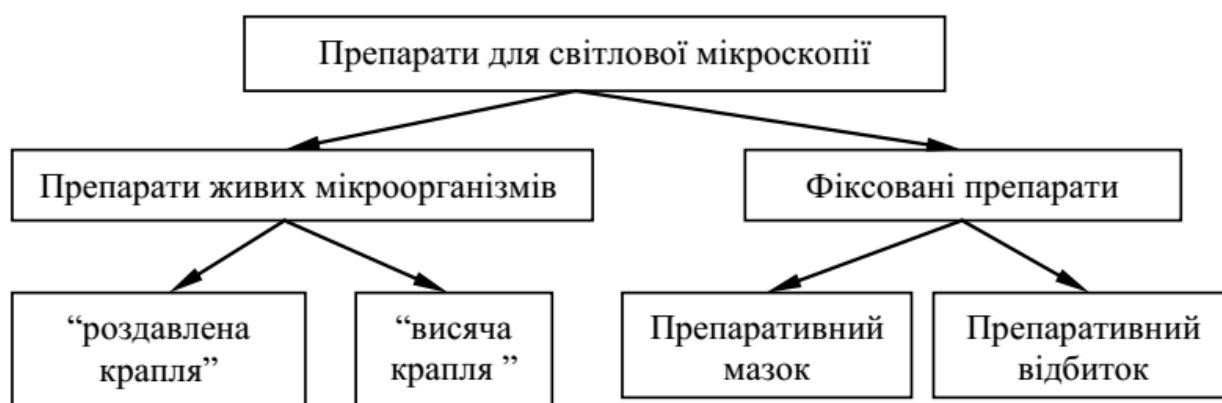 Препарати для світлової мікроскопії
Препарати живих мікроорганізмів
Фіксовані препарати
“роздавлена
крапля”
“висяча
крапля ”
Препаративний
мазок
Препаративний
відбиток